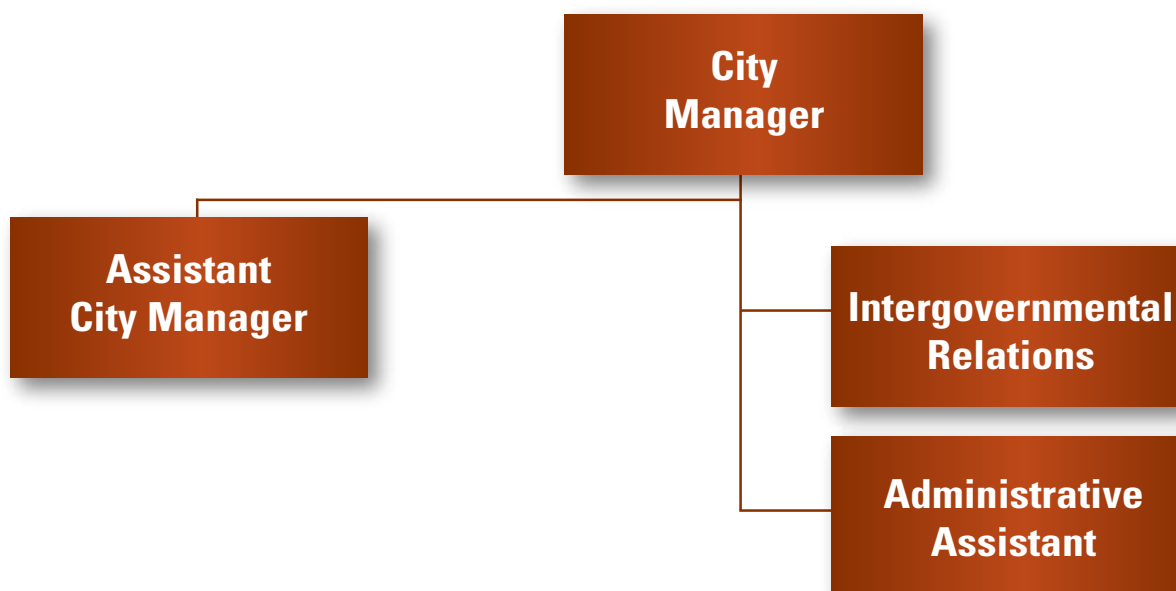 City
Manager
Assistant
City Manager
Intergovernmental
Relations
Administrative
Assistant